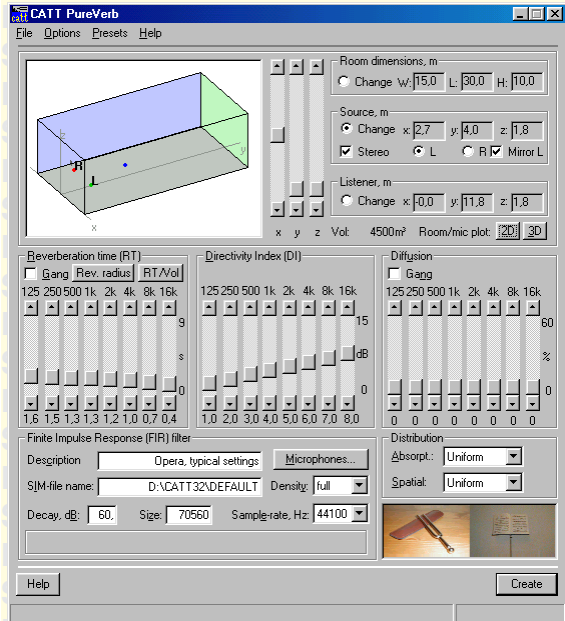 CATT PureVerb
File Options Presets Help
Room dimensions, m
Change W: 15,0 L: 30,0 H: 10,0
Source, m
Change x: 2,7 y: 4,0 z: 1,8
Stereo L R Mirror L
Listener, m
Change x: -0,0 y: 11,8 z: 1,8
z
y
R
L
x
x y z Vol: 4500m³ Room/mic plot: 2D 3D
Reverberation time (RT)
Gang Rev. radius RT/Vol
125 250 500 1k 2k 4k 8k 16k
9
s
0
1,6 1,5 1,3 1,3 1,2 1,0 0,7 0,4
Directivity Index (DI)
125 250 500 1k 2k 4k 8k 16k
15
dB
0
1,0 2,0 3,0 4,0 5,0 6,0 7,0 8,0
Diffusion
Gang
125 250 500 1k 2k 4k 8k 16k
60
%
0
0 0 0 0 0 0 0 0
Finite Impulse Response (FIR) filter
Description Opera, typical settings Microphones...
SIM-file name: D:\CATT32\DEFAULT Density: full
Decay, dB: 60, Size: 70560 Sample-rate, Hz: 44100
Distribution
Absorpt.: Uniform
Spatial: Uniform
Help Create